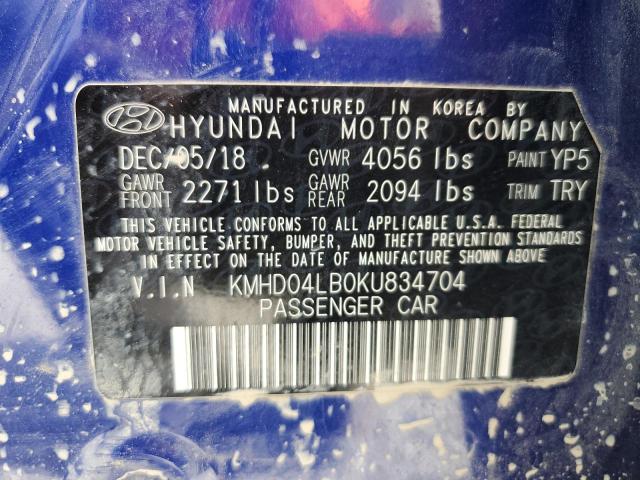 MANUFACTURED IN KOREA BY
HYUNDAI MOTOR COMPANY
DEC/05/18 GVWR 4056 lbs PAINT YP5
GAWR FRONT 2271 lbs GAWR REAR 2094 lbs TRIM TRY
THIS VEHICLE CONFORMS TO ALL APPLICABLE U.S.A. FEDERAL
MOTOR VEHICLE SAFETY, BUMPER, AND THEFT PREVENTION STANDARDS
IN EFFECT ON THE DATE OF MANUFACTURE SHOWN ABOVE
V.I.N KMHD04LB0KU834704
PASSENGER CAR